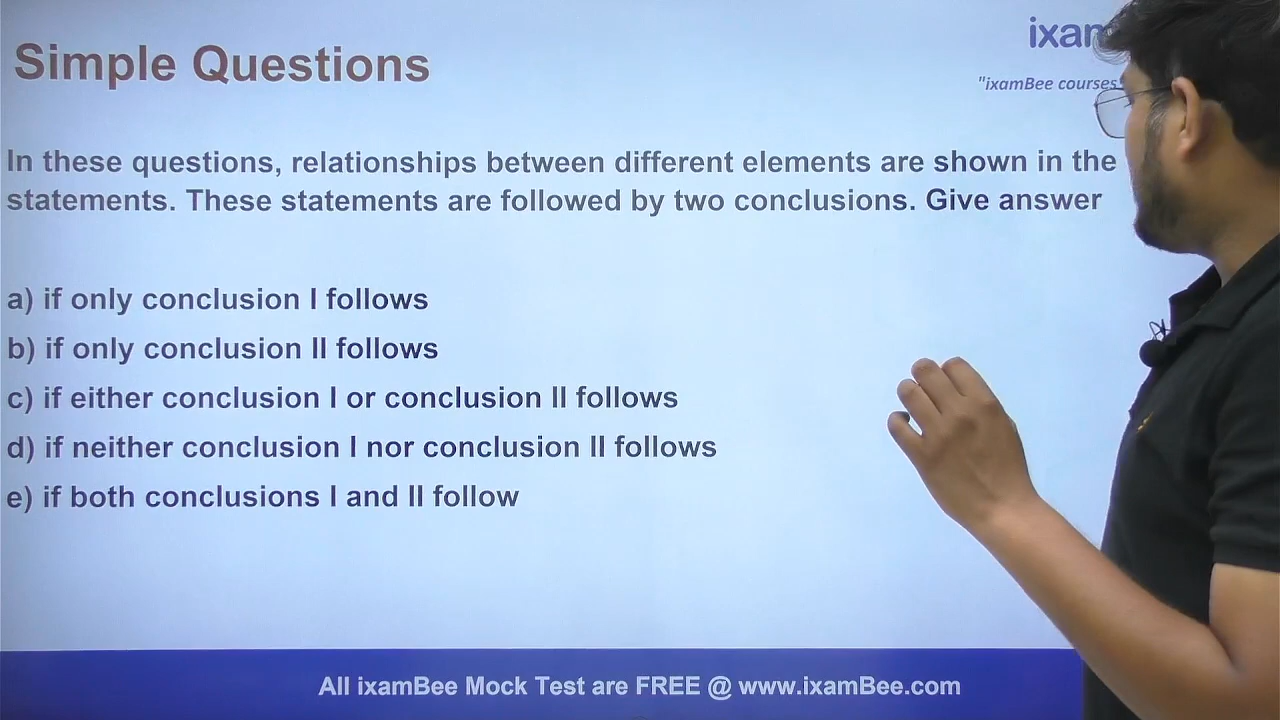 Simple Questions
"ixamBee courses
In these questions, relationships between different elements are shown in the
statements. These statements are followed by two conclusions. Give answer
a) if only conclusion I follows
b) if only conclusion II follows
c) if either conclusion I or conclusion II follows
d) if neither conclusion I nor conclusion II follows
e) if both conclusions I and II follow
All ixamBee Mock Test are FREE @ www.ixamBee.com